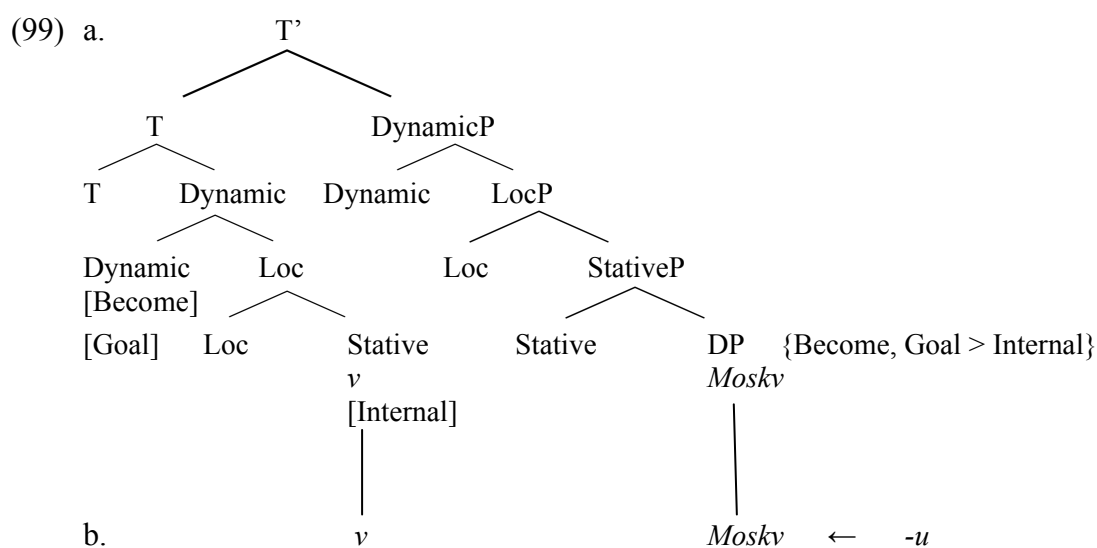 (99) a. T’
T DynamicP
T Dynamic Dynamic LocP
Dynamic Loc Loc StativeP
[Become]
[Goal] Loc Stative Stative DP {Become, Goal > Internal}
v Moskv
[Internal]
b. v Moskv ← -u